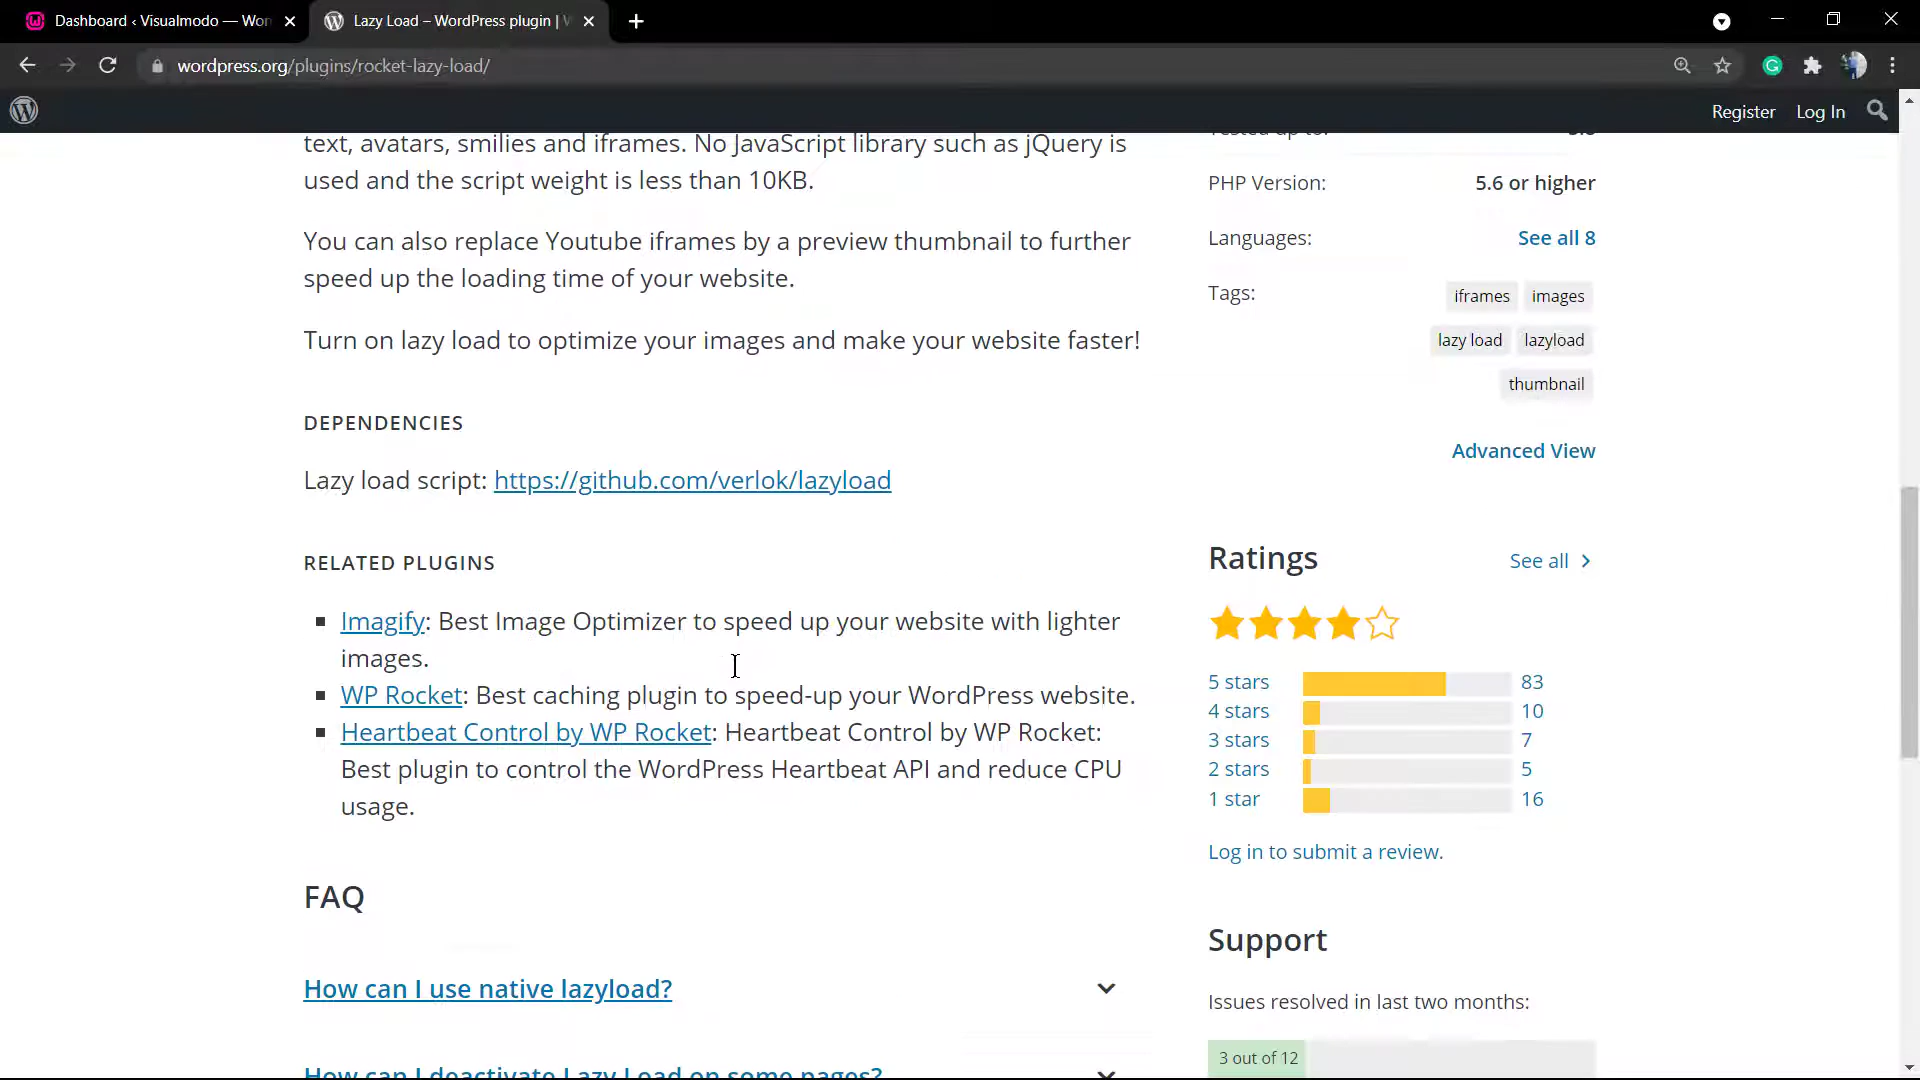 Dashboard ‹ Visualmodo — Wor
Lazy Load – WordPress plugin |
wordpress.org/plugins/rocket-lazy-load/
Register
Log In
text, avatars, smilies and iframes. No JavaScript library such as jQuery is
used and the script weight is less than 10KB.
You can also replace Youtube iframes by a preview thumbnail to further
speed up the loading time of your website.
Turn on lazy load to optimize your images and make your website faster!
DEPENDENCIES
Lazy load script: https://github.com/verlok/lazyload
RELATED PLUGINS
Imagify: Best Image Optimizer to speed up your website with lighter
images.
WP Rocket: Best caching plugin to speed-up your WordPress website.
Heartbeat Control by WP Rocket: Heartbeat Control by WP Rocket:
Best plugin to control the WordPress Heartbeat API and reduce CPU
usage.
FAQ
How can I use native lazyload?
How can I deactivate Lazy Load on some pages?
PHP Version: 5.6 or higher
Languages: See all 8
Tags: iframes images
lazy load lazyload
thumbnail
Advanced View
Ratings See all
5 stars 83
4 stars 10
3 stars 7
2 stars 5
1 star 16
Log in to submit a review.
Support
Issues resolved in last two months:
3 out of 12